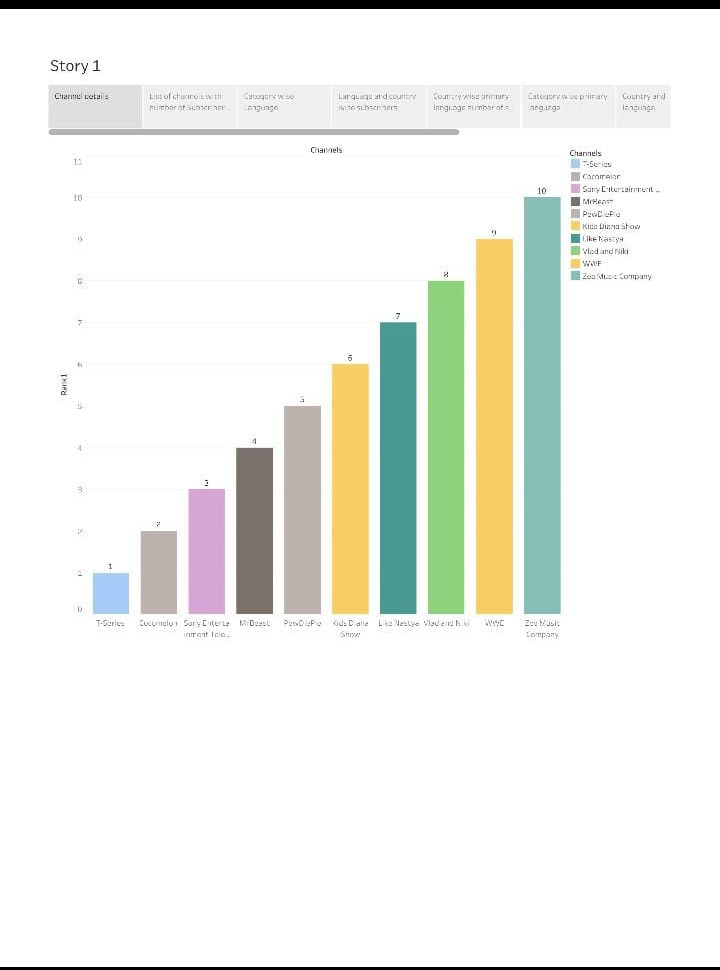 Story 1
Channel details
List of channels with
number of Subscriber..
Category wise
Language
Language and country
wise subscribers
Country wise primary
language number of s..
Category wise primary
language
Country and
language.
Channels
11
10
9
8
7
6
5
4
3
2
1
0
Rank1
1
2
3
4
5
6
7
8
9
10
T-Series
Cocomelon
Sony Enterta
inment Tele..
MrBeast
PewDiePie
Kids Diana
Show
Like Nastya
Vlad and Niki
WWE
Zee Music
Company
Channels
T-Series
Cocomelon
Sony Entertainment ..
MrBeast
PewDiePie
Kids Diana Show
Like Nastya
Vlad and Niki
WWE
Zee Music Company